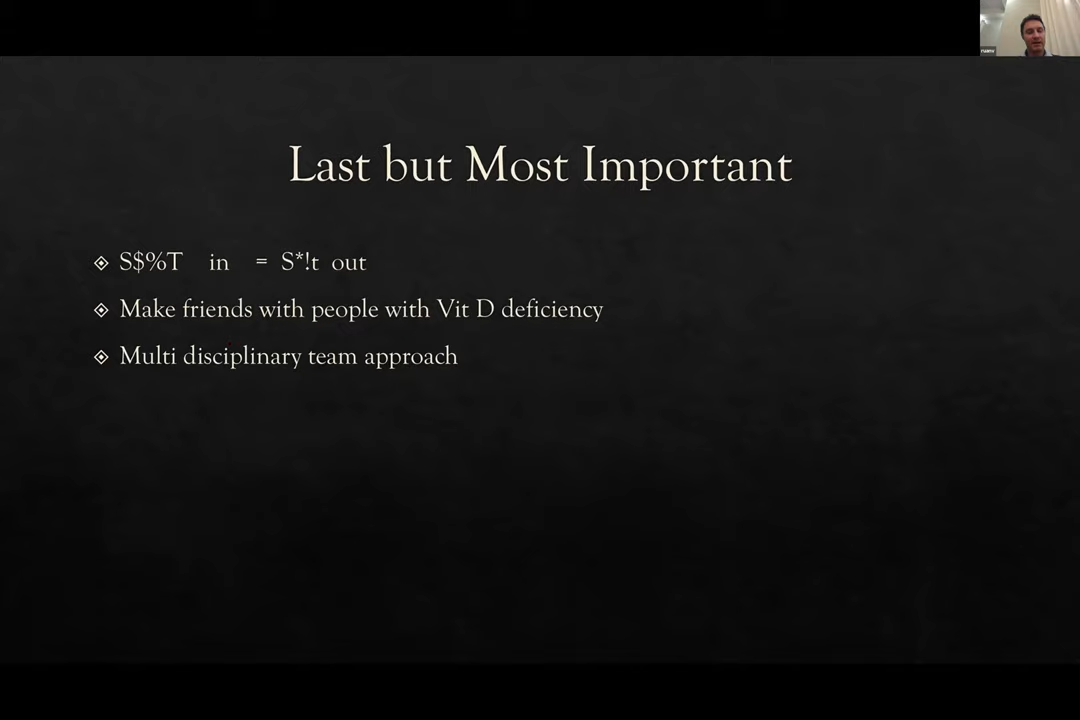 Last but Most Important
S$%T in = S*!t out
Make friends with people with Vit D deficiency
Multi disciplinary team approach